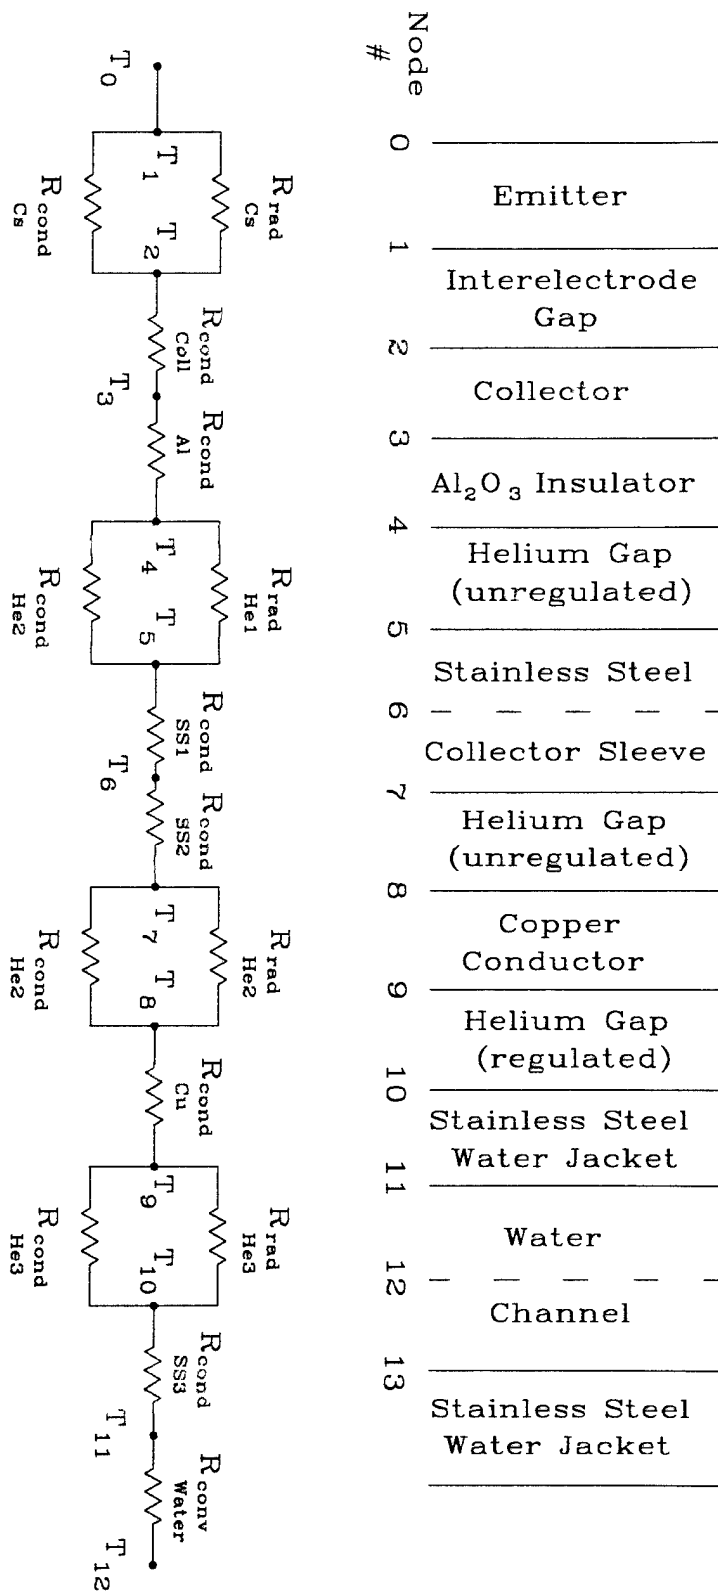 Node
#
0
Emitter
1
Interelectrode
Gap
2
Collector
3
Al2O3 Insulator
4
Helium Gap
(unregulated)
5
Stainless Steel
6
Collector Sleeve
7
Helium Gap
(unregulated)
8
Copper
Conductor
9
Helium Gap
(regulated)
10
Stainless Steel
Water Jacket
11
Water
12
Channel
13
Stainless Steel
Water Jacket
T0
T1
T2
Rrad
Cs
Rcond
Cs
Rcond
Coll
T3
Rcond
Al
T4
T5
Rrad
He1
Rcond
He2
Rcond
SS1
T6
Rcond
SS2
T7
T8
Rrad
He2
Rcond
He2
Rcond
Cu
T9
T10
Rrad
He3
Rcond
He3
Rcond
SS3
T11
Rconv
Water
T12